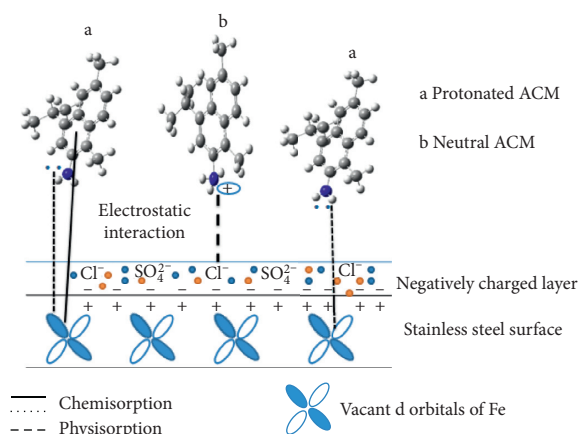 a
b
a
a Protonated ACM
b Neutral ACM
+
Electrostatic
interaction
Cl⁻ SO₄²⁻ Cl⁻ SO₄²⁻ Cl⁻
Negatively charged layer
− − − − − − − − − − −
+ + + + + + + + + + +
Stainless steel surface
Chemisorption
Physisorption
Vacant d orbitals of Fe